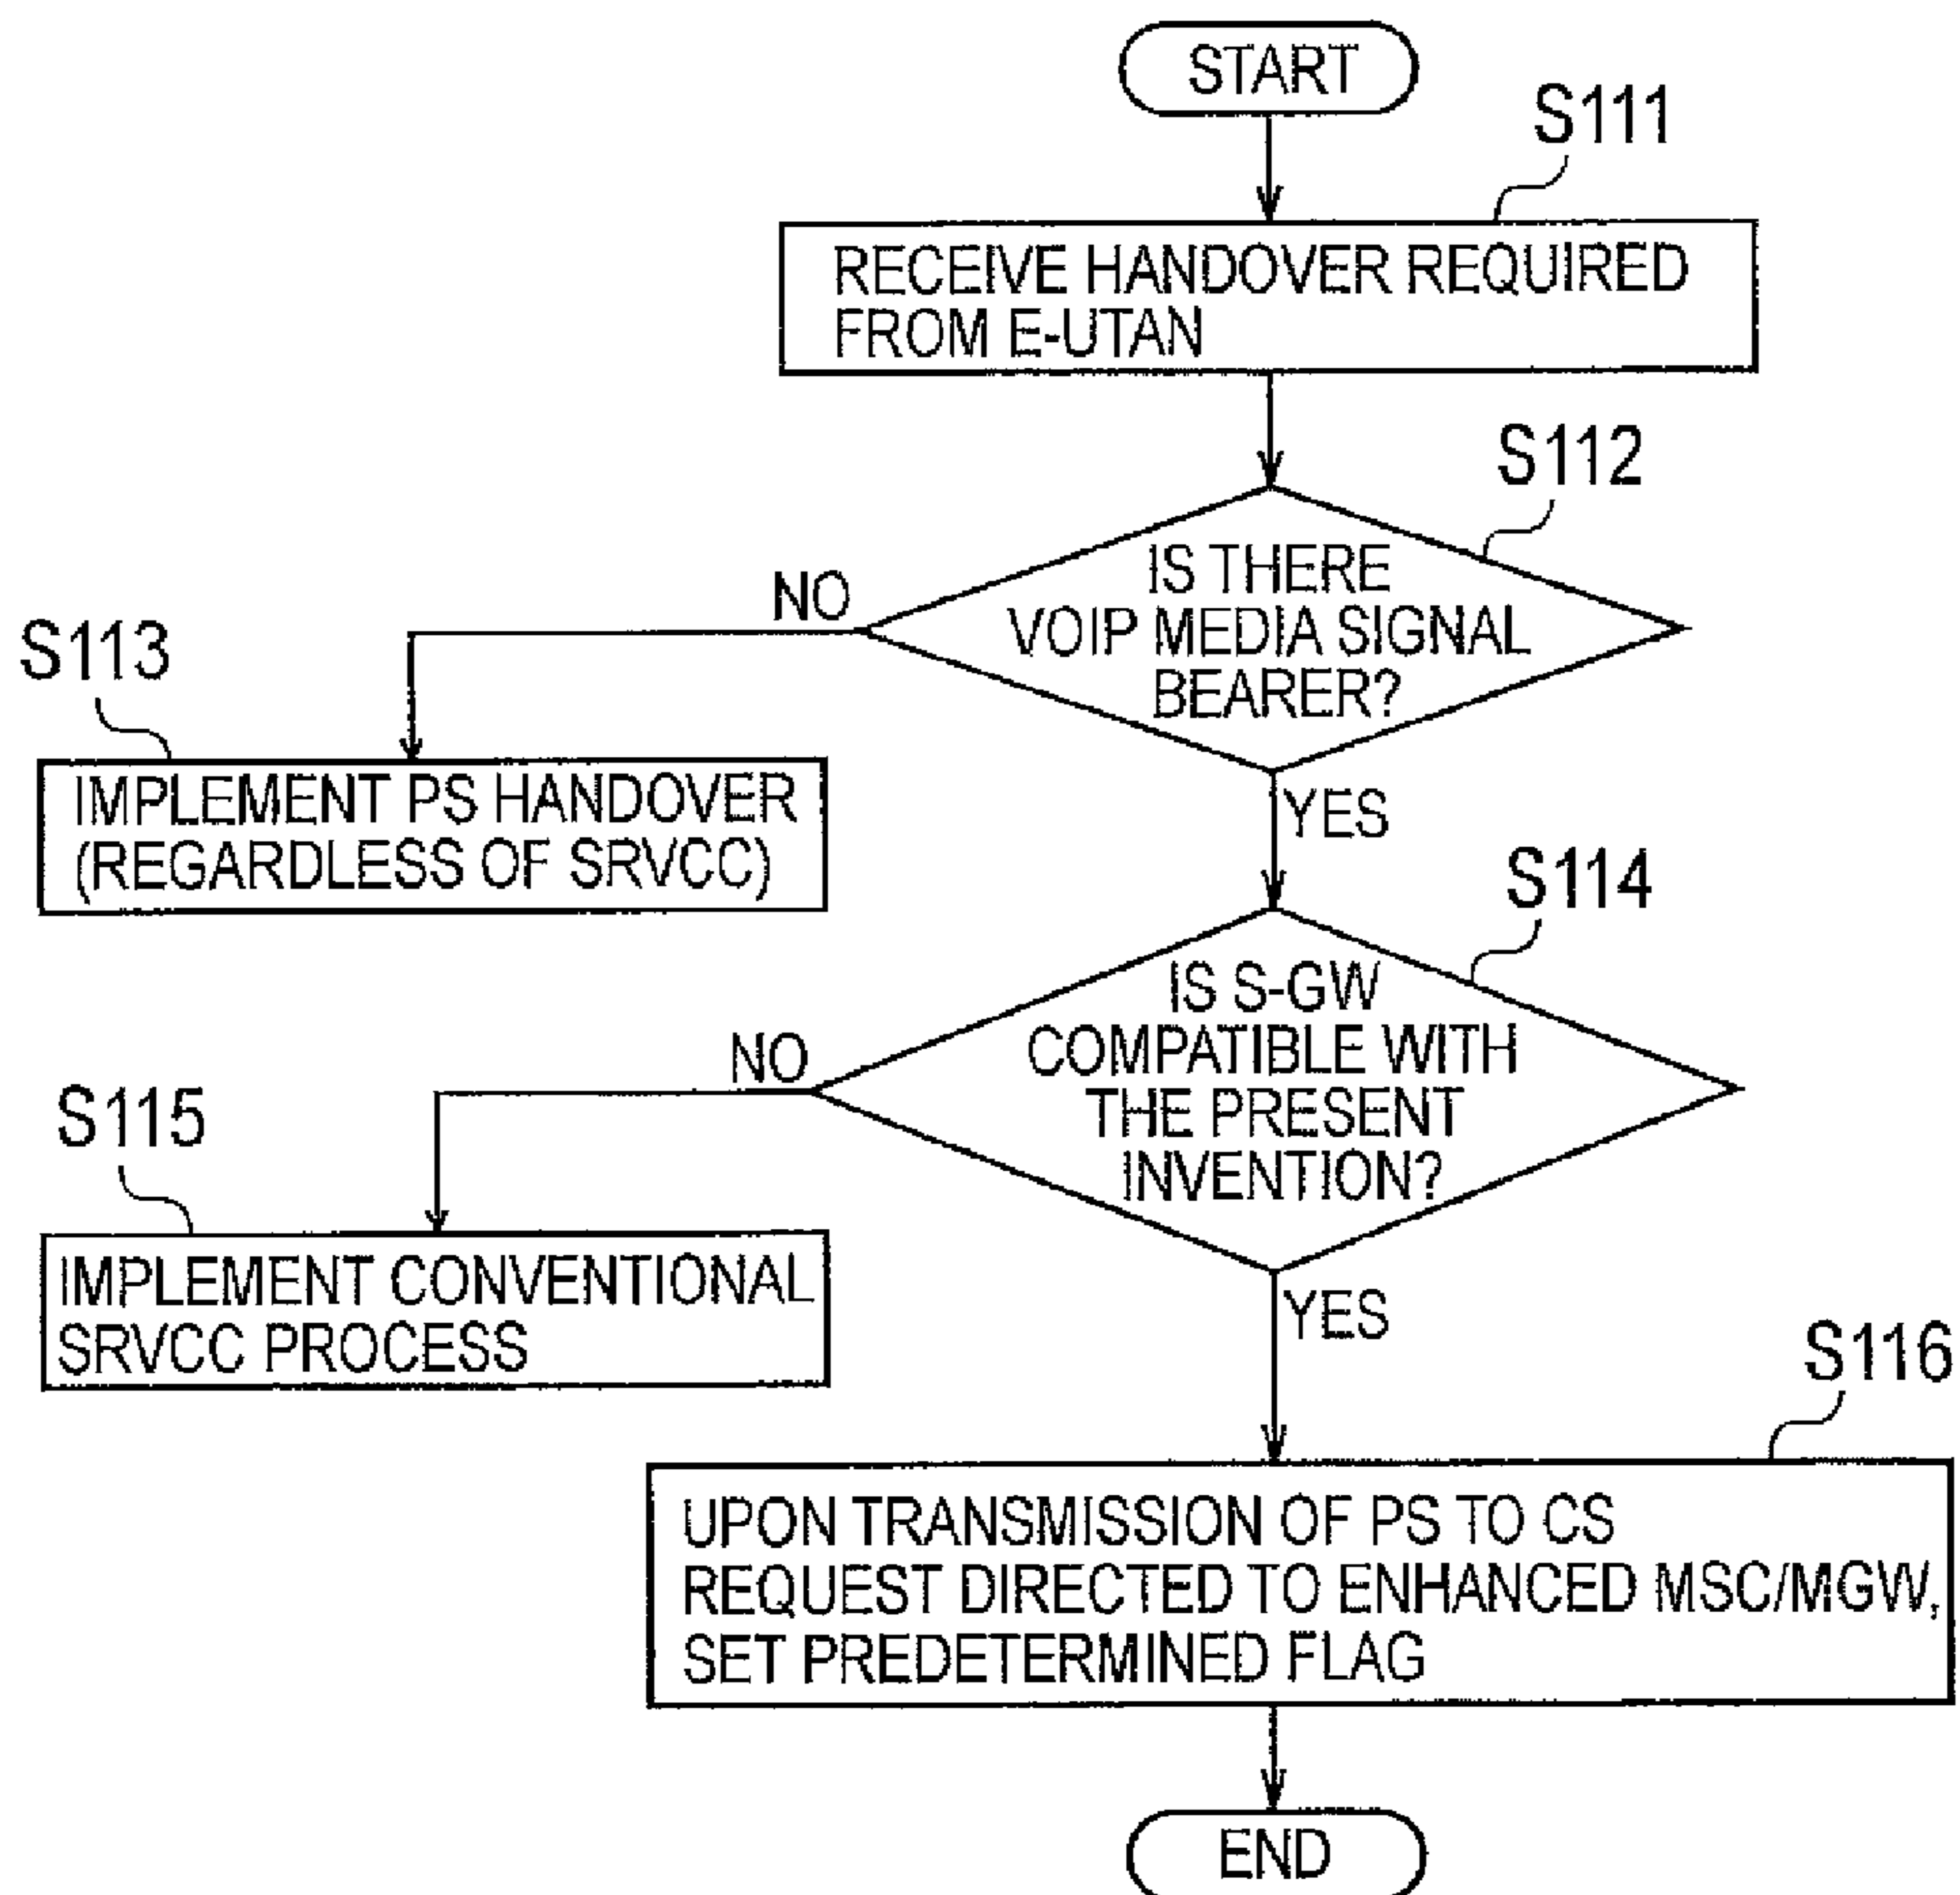 START
S111
RECEIVE HANDOVER REQUIRED
FROM E-UTAN
S112
IS THERE
VOIP MEDIA SIGNAL
BEARER?
NO
YES
S113
IMPLEMENT PS HANDOVER
(REGARDLESS OF SRVCC)
S114
IS S-GW
COMPATIBLE WITH
THE PRESENT
INVENTION?
NO
YES
S115
IMPLEMENT CONVENTIONAL
SRVCC PROCESS
S116
UPON TRANSMISSION OF PS TO CS
REQUEST DIRECTED TO ENHANCED MSC/MGW,
SET PREDETERMINED FLAG
END